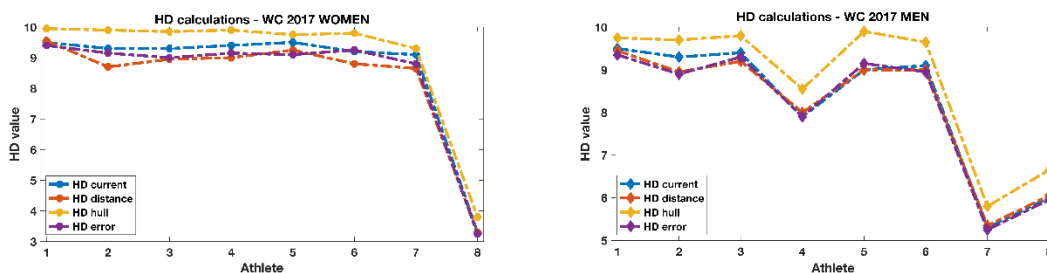 HD calculations - WC 2017 WOMEN
10
9
8
7
6
5
4
3
HD value
HD current
HD distance
HD hull
HD error
1 2 3 4 5 6 7 8
Athlete
HD calculations - WC 2017 MEN
10
9
8
7
6
5
HD value
HD current
HD distance
HD hull
HD error
1 2 3 4 5 6 7 8
Athlete